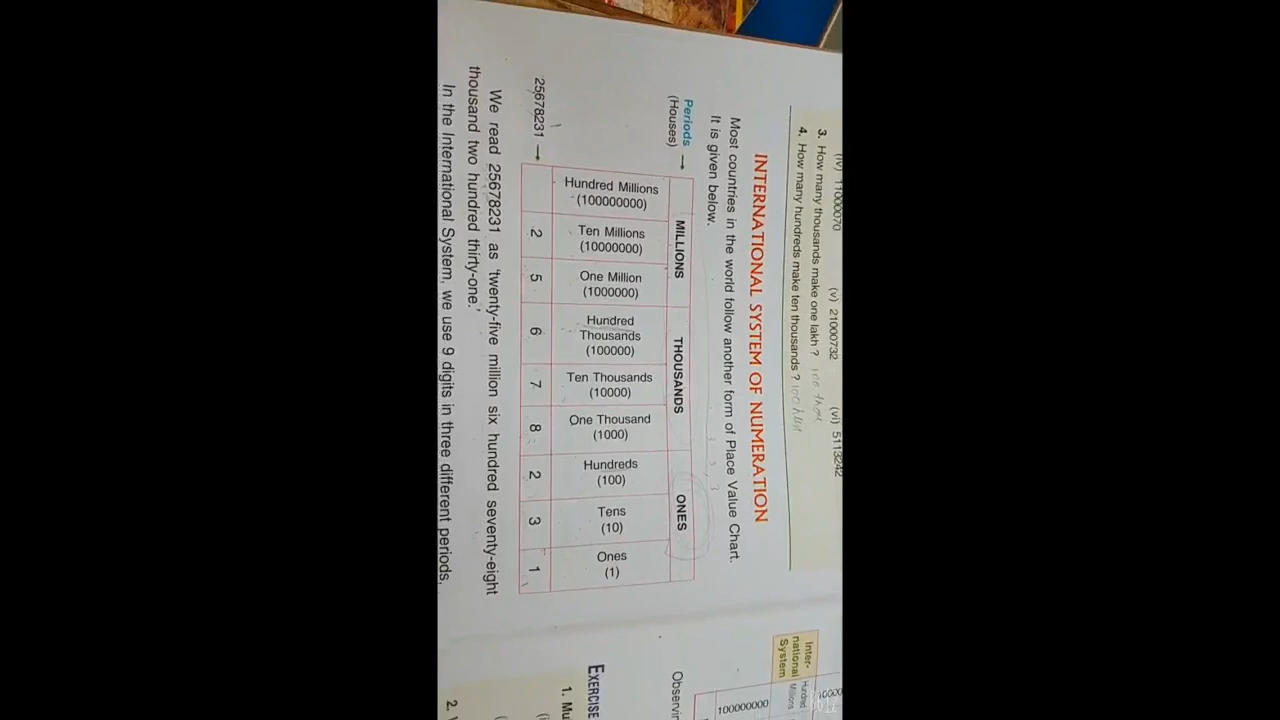 (iv) 11000070 (v) 21000732 (vi) 5113242
3. How many thousands make one lakh ? 100 thou
4. How many hundreds make ten thousands ? 100 hun
INTERNATIONAL SYSTEM OF NUMERATION
Most countries in the world follow another form of Place Value Chart.
It is given below.
Periods → MILLIONS THOUSANDS ONES
(Houses)
Hundred Millions Ten Millions One Million Hundred Thousands Ten Thousands One Thousand Hundreds Tens Ones
(100000000) (10000000) (1000000) (100000) (10000) (1000) (100) (10) (1)
25678231 → 2 5 6 7 8 2 3 1
We read 25678231 as 'twenty-five million six hundred seventy-eight
thousand two hundred thirty-one.'
In the International System, we use 9 digits in three different periods.
Inter-
national
System
Hundred
Millions
100000000
Observin
EXERCISE
1. Mu
2.